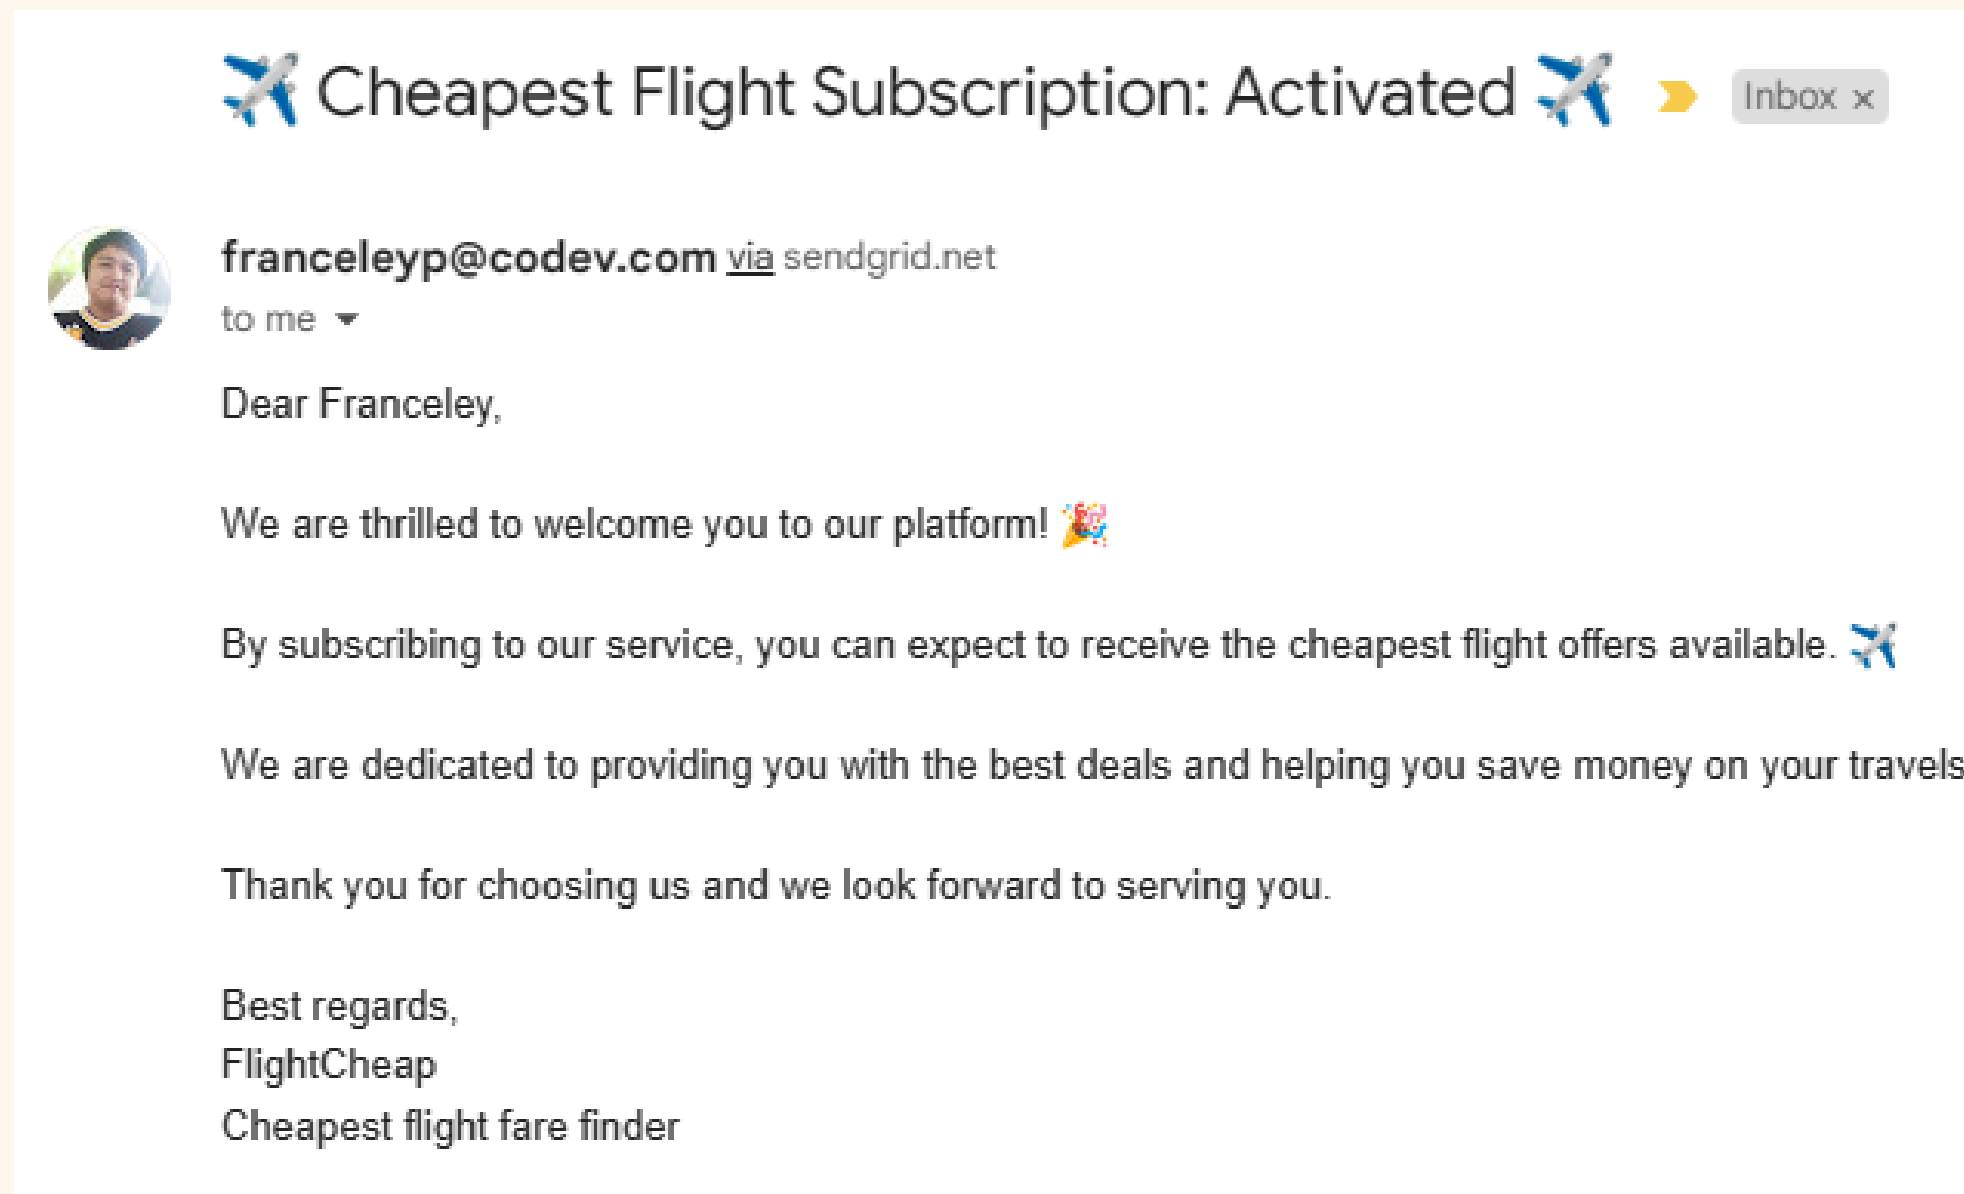 ✈️ Cheapest Flight Subscription: Activated ✈️ Inbox x
franceleyp@codev.com via sendgrid.net
to me
Dear Franceley,
We are thrilled to welcome you to our platform! 🎉
By subscribing to our service, you can expect to receive the cheapest flight offers available. ✈️
We are dedicated to providing you with the best deals and helping you save money on your travels
Thank you for choosing us and we look forward to serving you.
Best regards,
FlightCheap
Cheapest flight fare finder